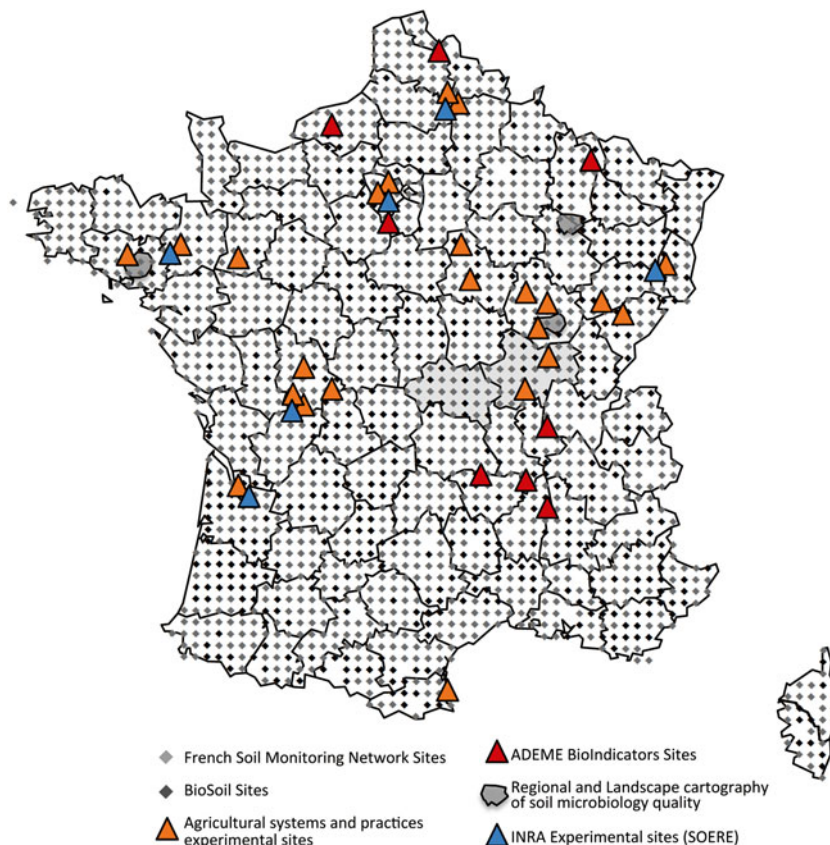 French Soil Monitoring Network Sites
BioSoil Sites
Agricultural systems and practices
experimental sites
ADEME BioIndicators Sites
Regional and Landscape cartography
of soil microbiology quality
INRA Experimental sites (SOERE)